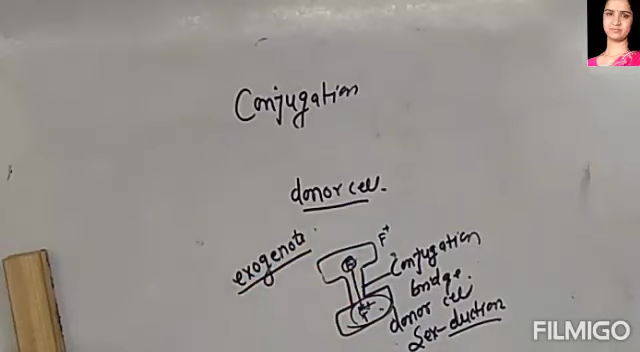 Conjugation
donor cell.
exogenote
F+
Conjugation
bridge.
donor cell
Sex-duction
FILMIGO